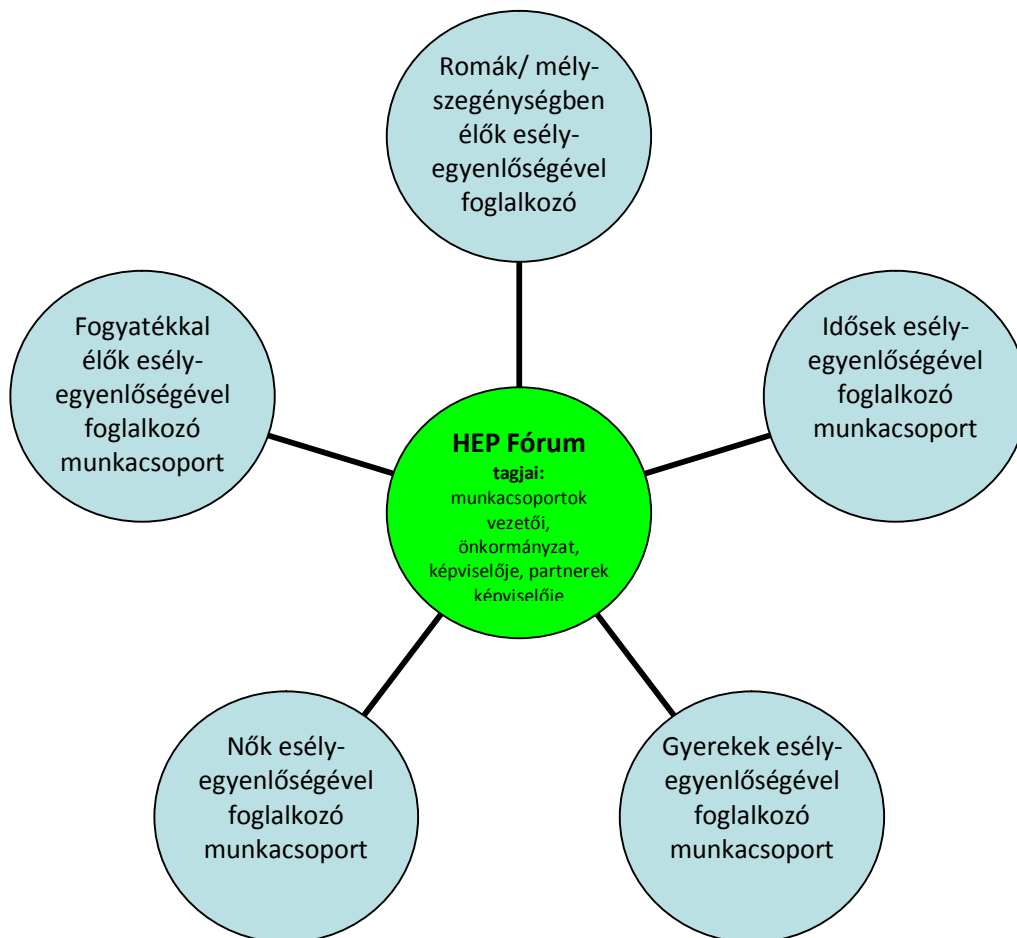 Romák/ mély-
szegénységben
élők esély-
egyenlőségével
foglalkozó
Fogyatékkal
élők esély-
egyenlőségével
foglalkozó
munkacsoport
Idősek esély-
egyenlőségével
foglalkozó
munkacsoport
HEP Fórum
tagjai:
munkacsoportok
vezetői,
önkormányzat,
képviselője, partnerek
képviselője
Nők esély-
egyenlőségével
foglalkozó
munkacsoport
Gyerekek esély-
egyenlőségével
foglalkozó
munkacsoport